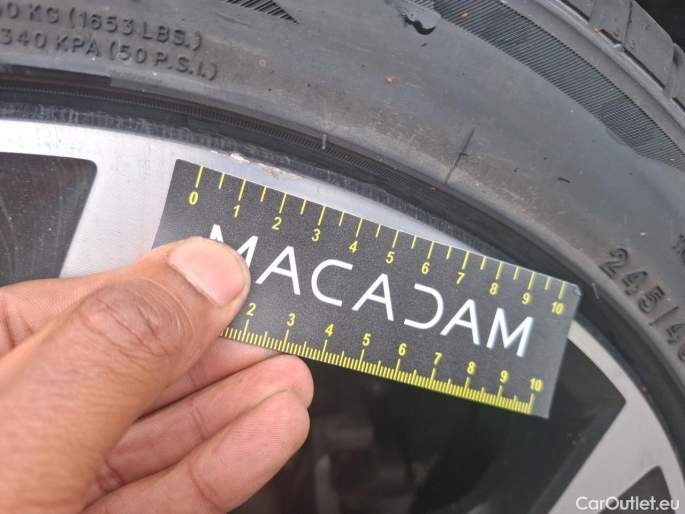 0 KG (1653 LBS.)
340 KPA (50 P.S.I.)
0 1 2 3 4 5 6 7 8 9 10
MACADAM
2 3 4 5 6 7 8 9 10
245/4
CarOutlet.eu